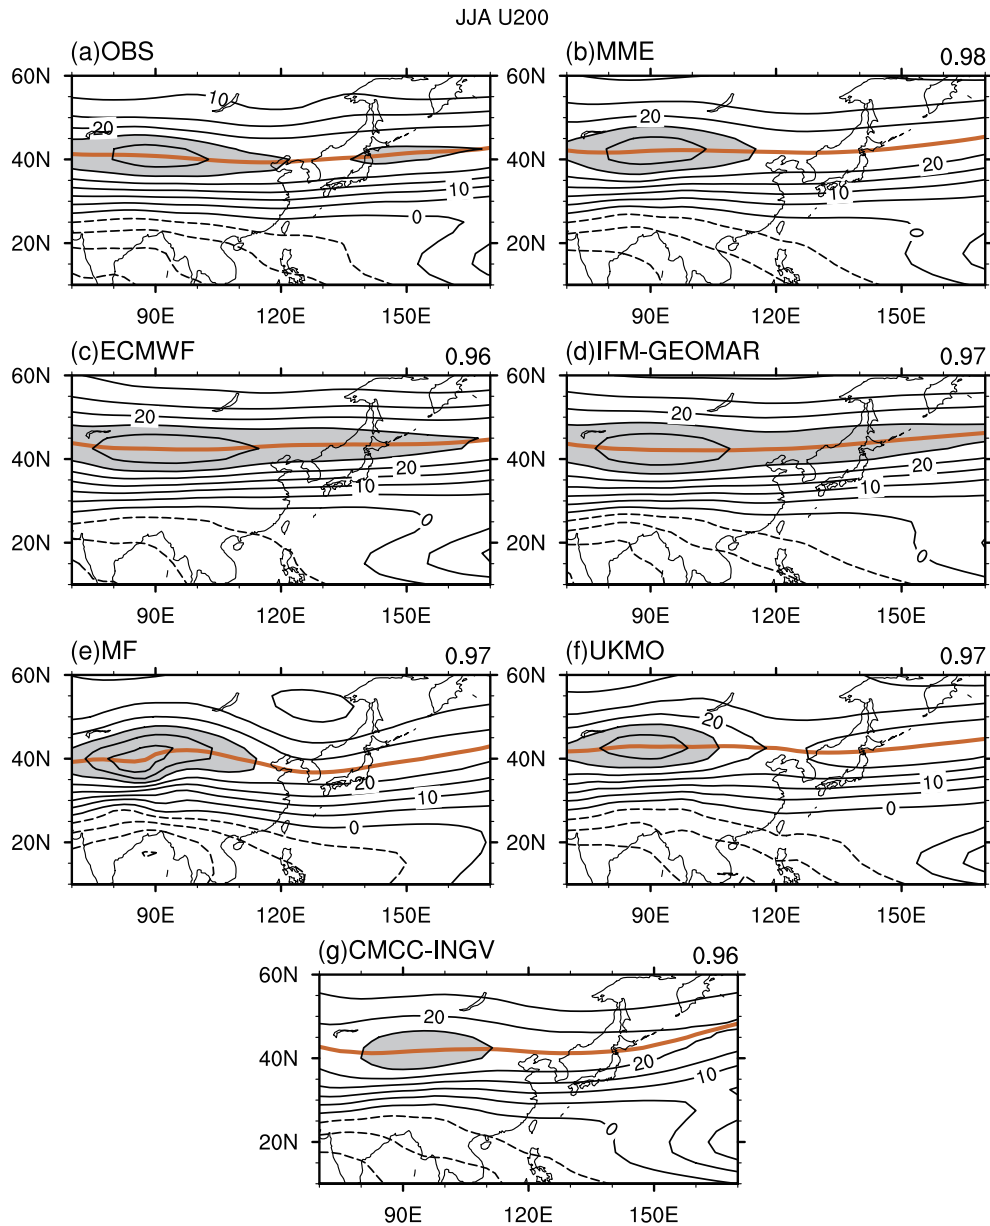 JJA U200
(a)OBS
(b)MME 0.98
60N 60N
10
20 20
40N 40N
20
10 10
0 0
20N 20N
90E 120E 150E 90E 120E 150E
(c)ECMWF 0.96
(d)IFM-GEOMAR 0.97
60N 60N
20 20
40N 40N
20 20
10 10
0 0
20N 20N
90E 120E 150E 90E 120E 150E
(e)MF 0.97
(f)UKMO 0.97
60N 60N
20
40N 40N
20
10 10
0 0
20N 20N
90E 120E 150E 90E 120E 150E
(g)CMCC-INGV 0.96
60N
20
40N
20
10
0
20N
90E 120E 150E